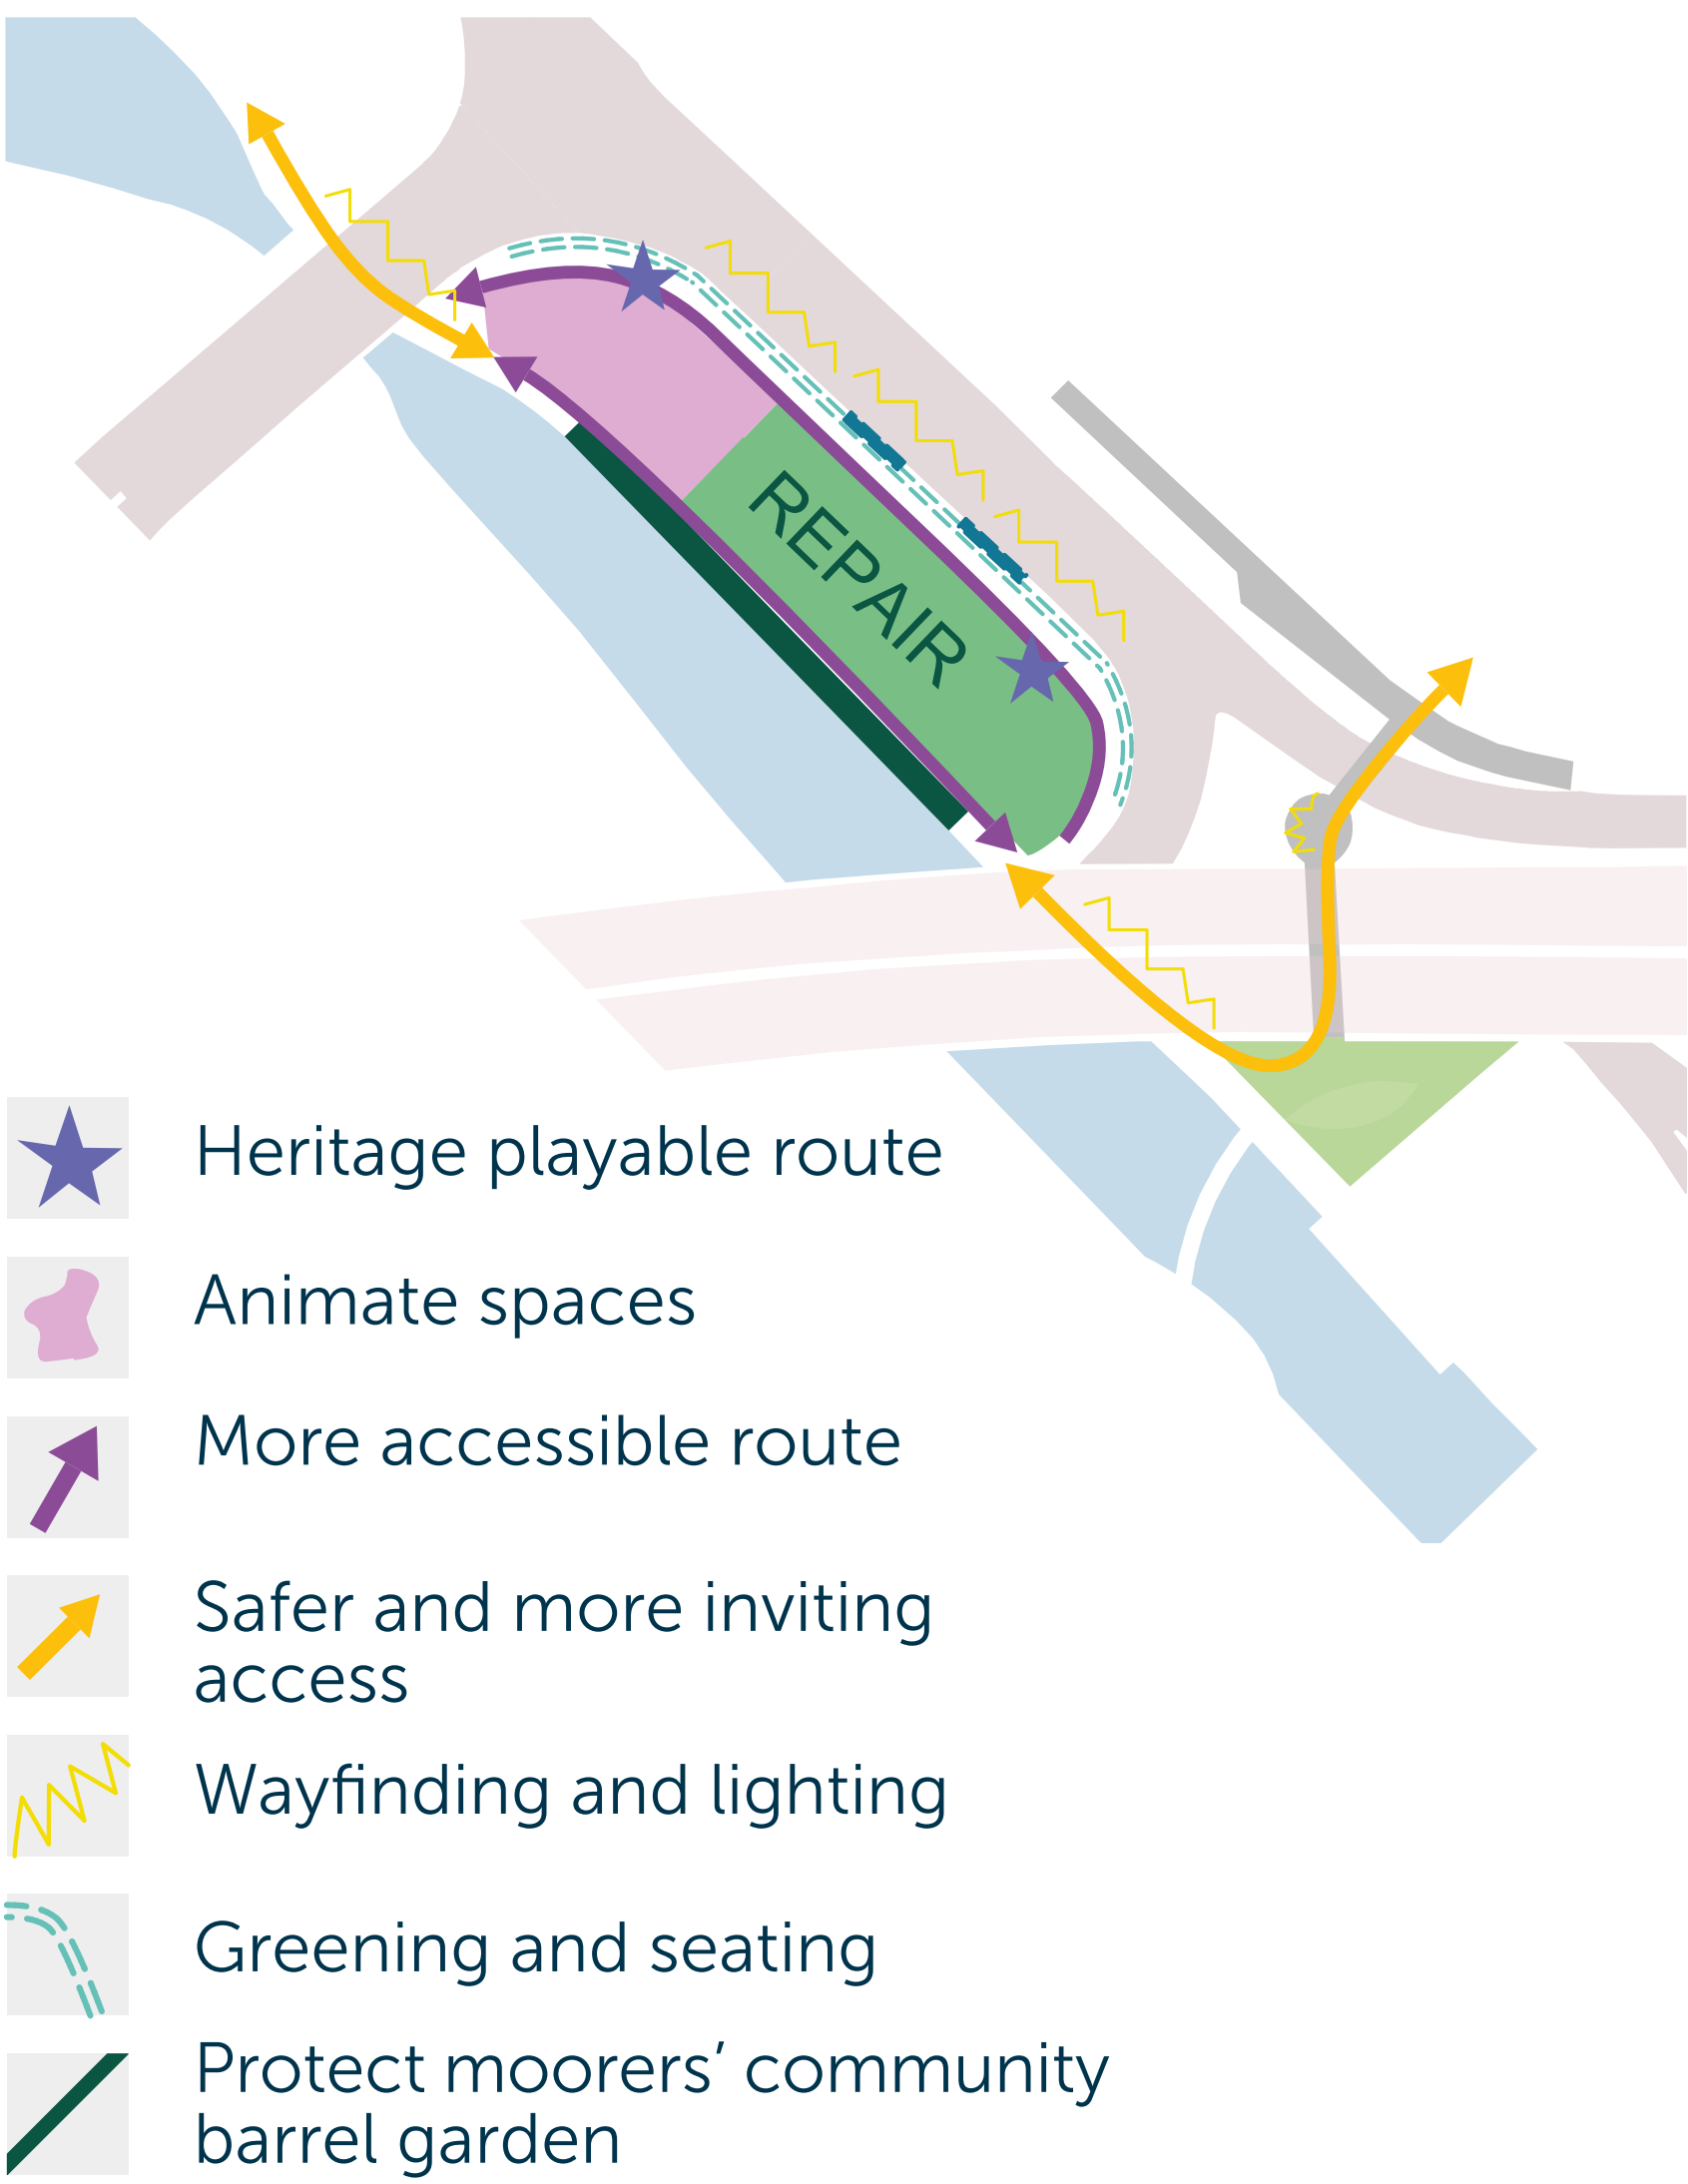 REPAIR
Heritage playable route
Animate spaces
More accessible route
Safer and more inviting
access
Wayfinding and lighting
Greening and seating
Protect moorers’ community
barrel garden